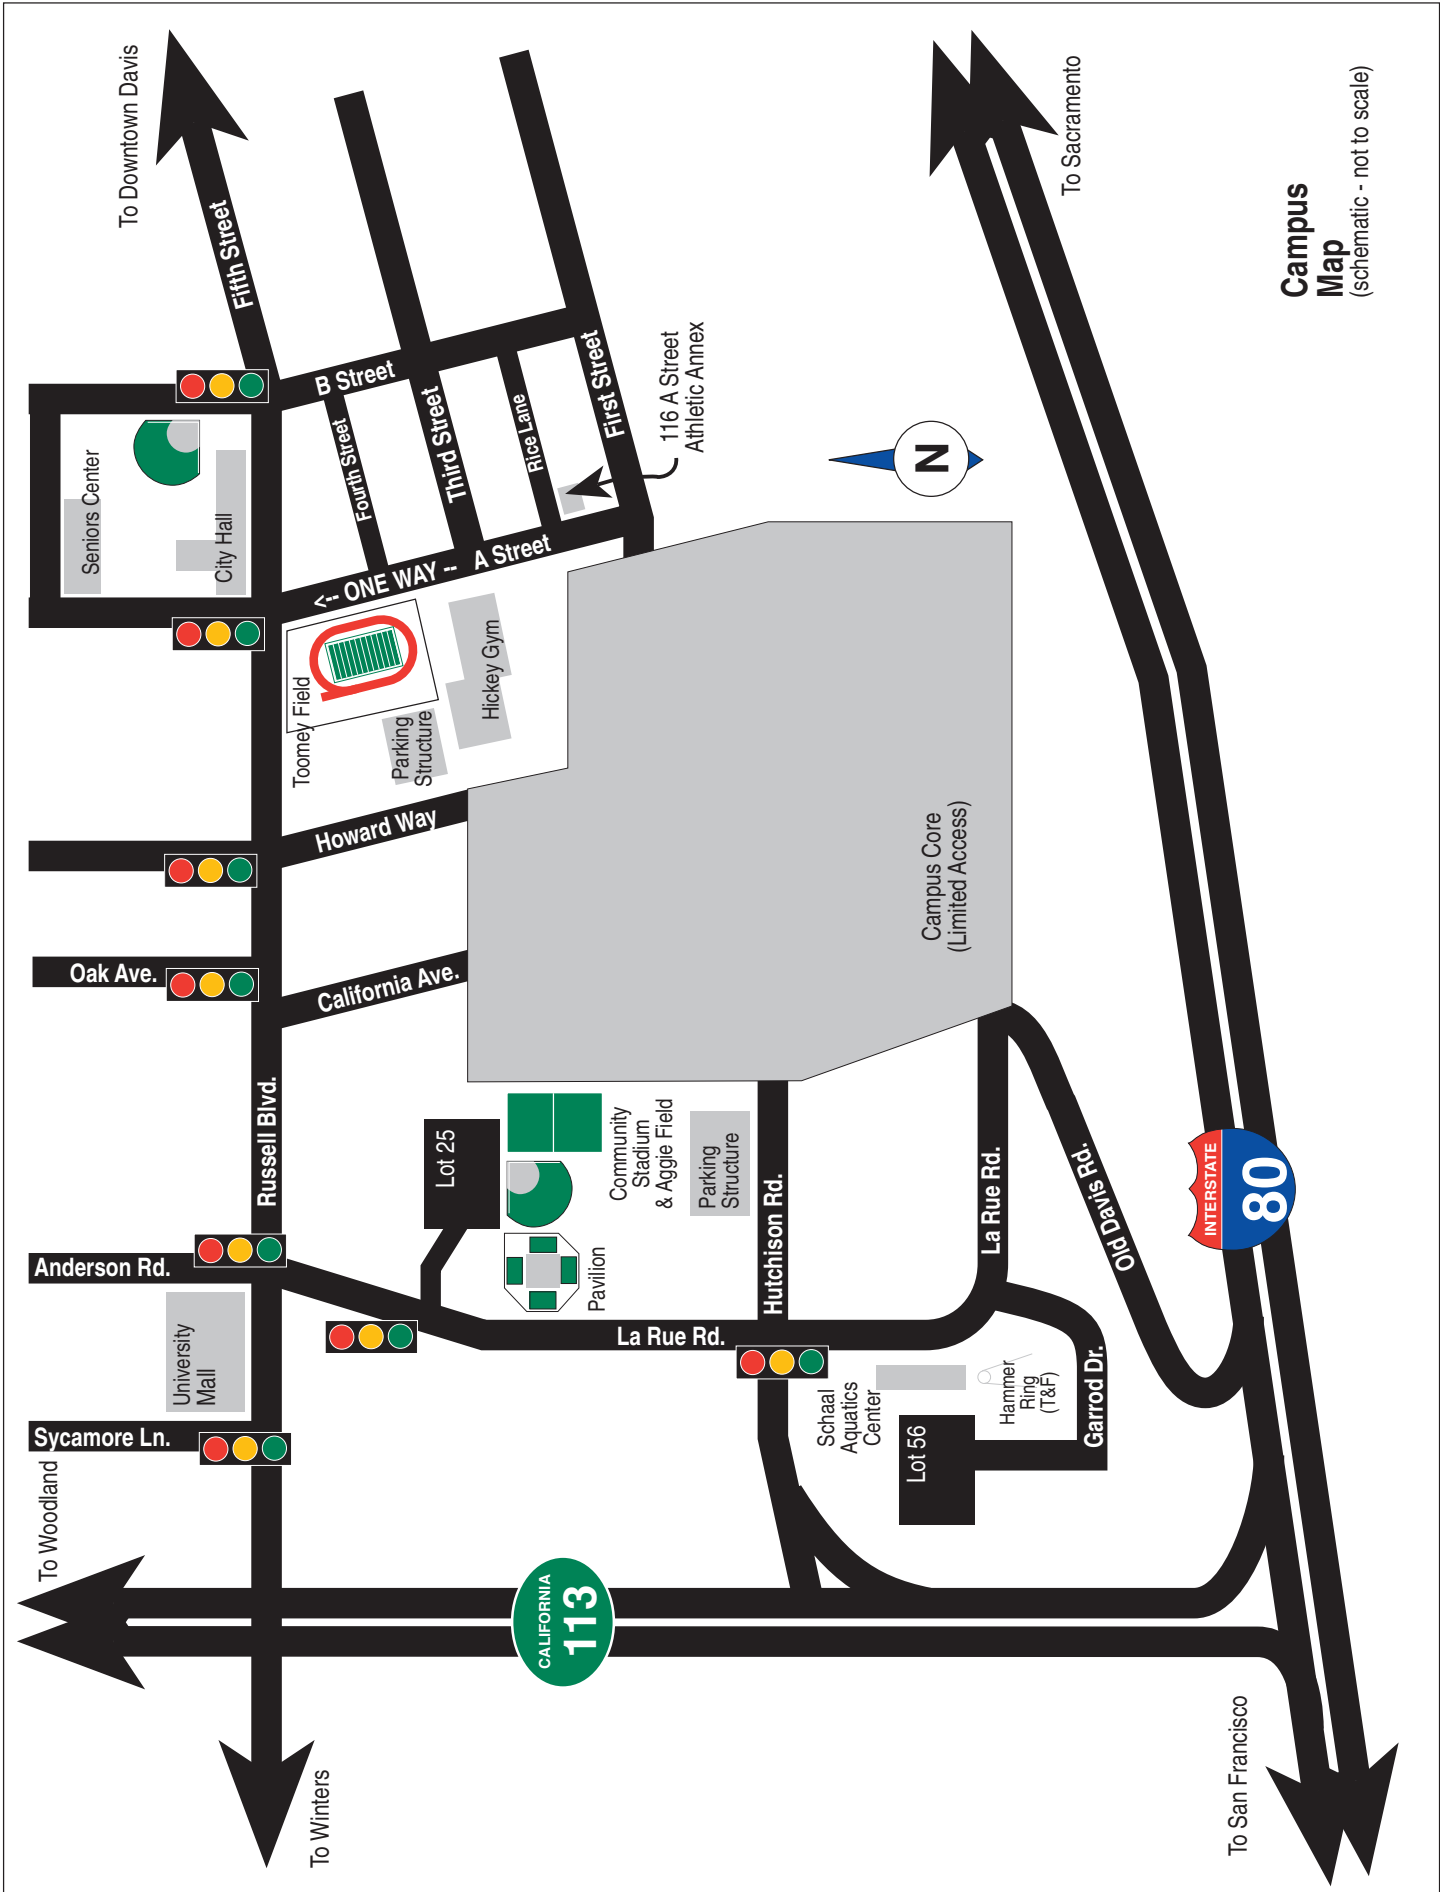 To Woodland
To Winters
Sycamore Ln.
University
Mall
Anderson Rd.
Russell Blvd.
Oak Ave.
California Ave.
Howard Way
Toomey Field
Parking
Structure
Hickey Gym
Seniors Center
City Hall
<-- ONE WAY -- A Street
Fourth Street
Third Street
Rice Lane
First Street
B Street
Fifth Street
To Downtown Davis
116 A Street
Athletic Annex
N
CALIFORNIA
113
Lot 25
Pavilion
Community
Stadium
& Aggie Field
Parking
Structure
La Rue Rd.
Hutchison Rd.
Campus Core
(Limited Access)
Schaal
Aquatics
Center
Lot 56
Hammer
Ring
(T&F)
Garrod Dr.
La Rue Rd.
Old Davis Rd.
INTERSTATE
80
To San Francisco
To Sacramento
Campus
Map
(schematic - not to scale)